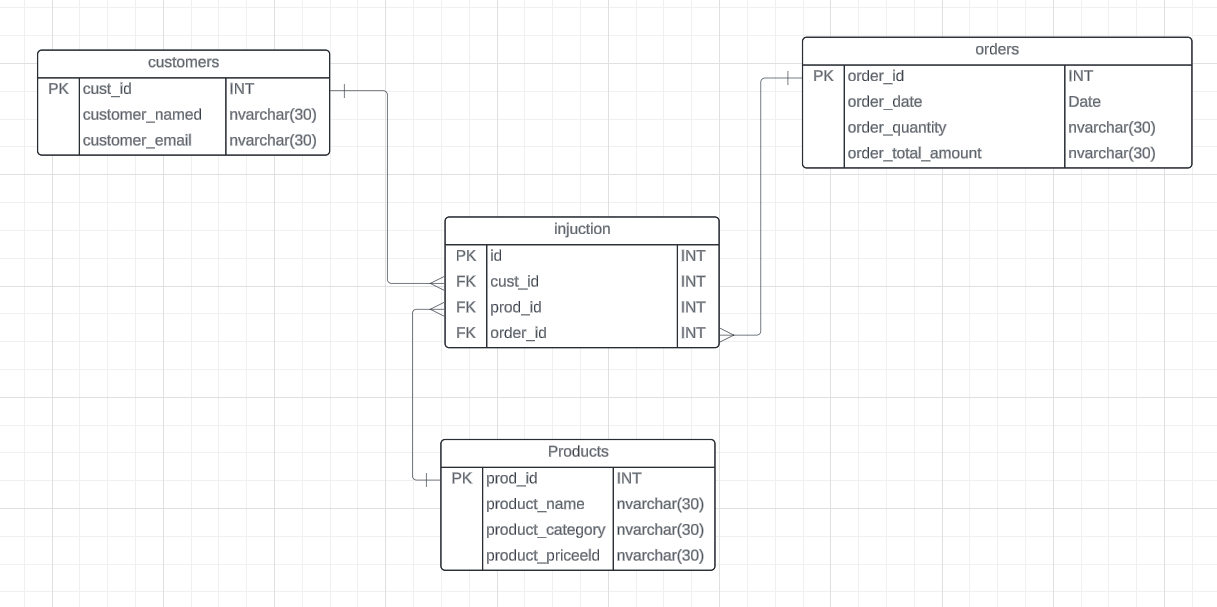 customers
PK cust_id INT
customer_named nvarchar(30)
customer_email nvarchar(30)
orders
PK order_id INT
order_date Date
order_quantity nvarchar(30)
order_total_amount nvarchar(30)
injuction
PK id INT
FK cust_id INT
FK prod_id INT
FK order_id INT
Products
PK prod_id INT
product_name nvarchar(30)
product_category nvarchar(30)
product_priceeld nvarchar(30)